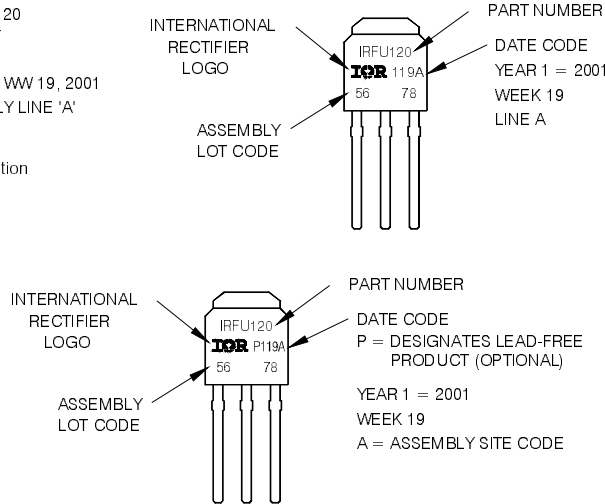 20
WW 19, 2001
Y LINE 'A'
tion
INTERNATIONAL
RECTIFIER
LOGO
ASSEMBLY
LOT CODE
IRFU120
IOR 119A
56 78
PART NUMBER
DATE CODE
YEAR 1 = 2001
WEEK 19
LINE A
INTERNATIONAL
RECTIFIER
LOGO
ASSEMBLY
LOT CODE
IRFU120
IOR P119A
56 78
PART NUMBER
DATE CODE
P = DESIGNATES LEAD-FREE
PRODUCT (OPTIONAL)
YEAR 1 = 2001
WEEK 19
A = ASSEMBLY SITE CODE